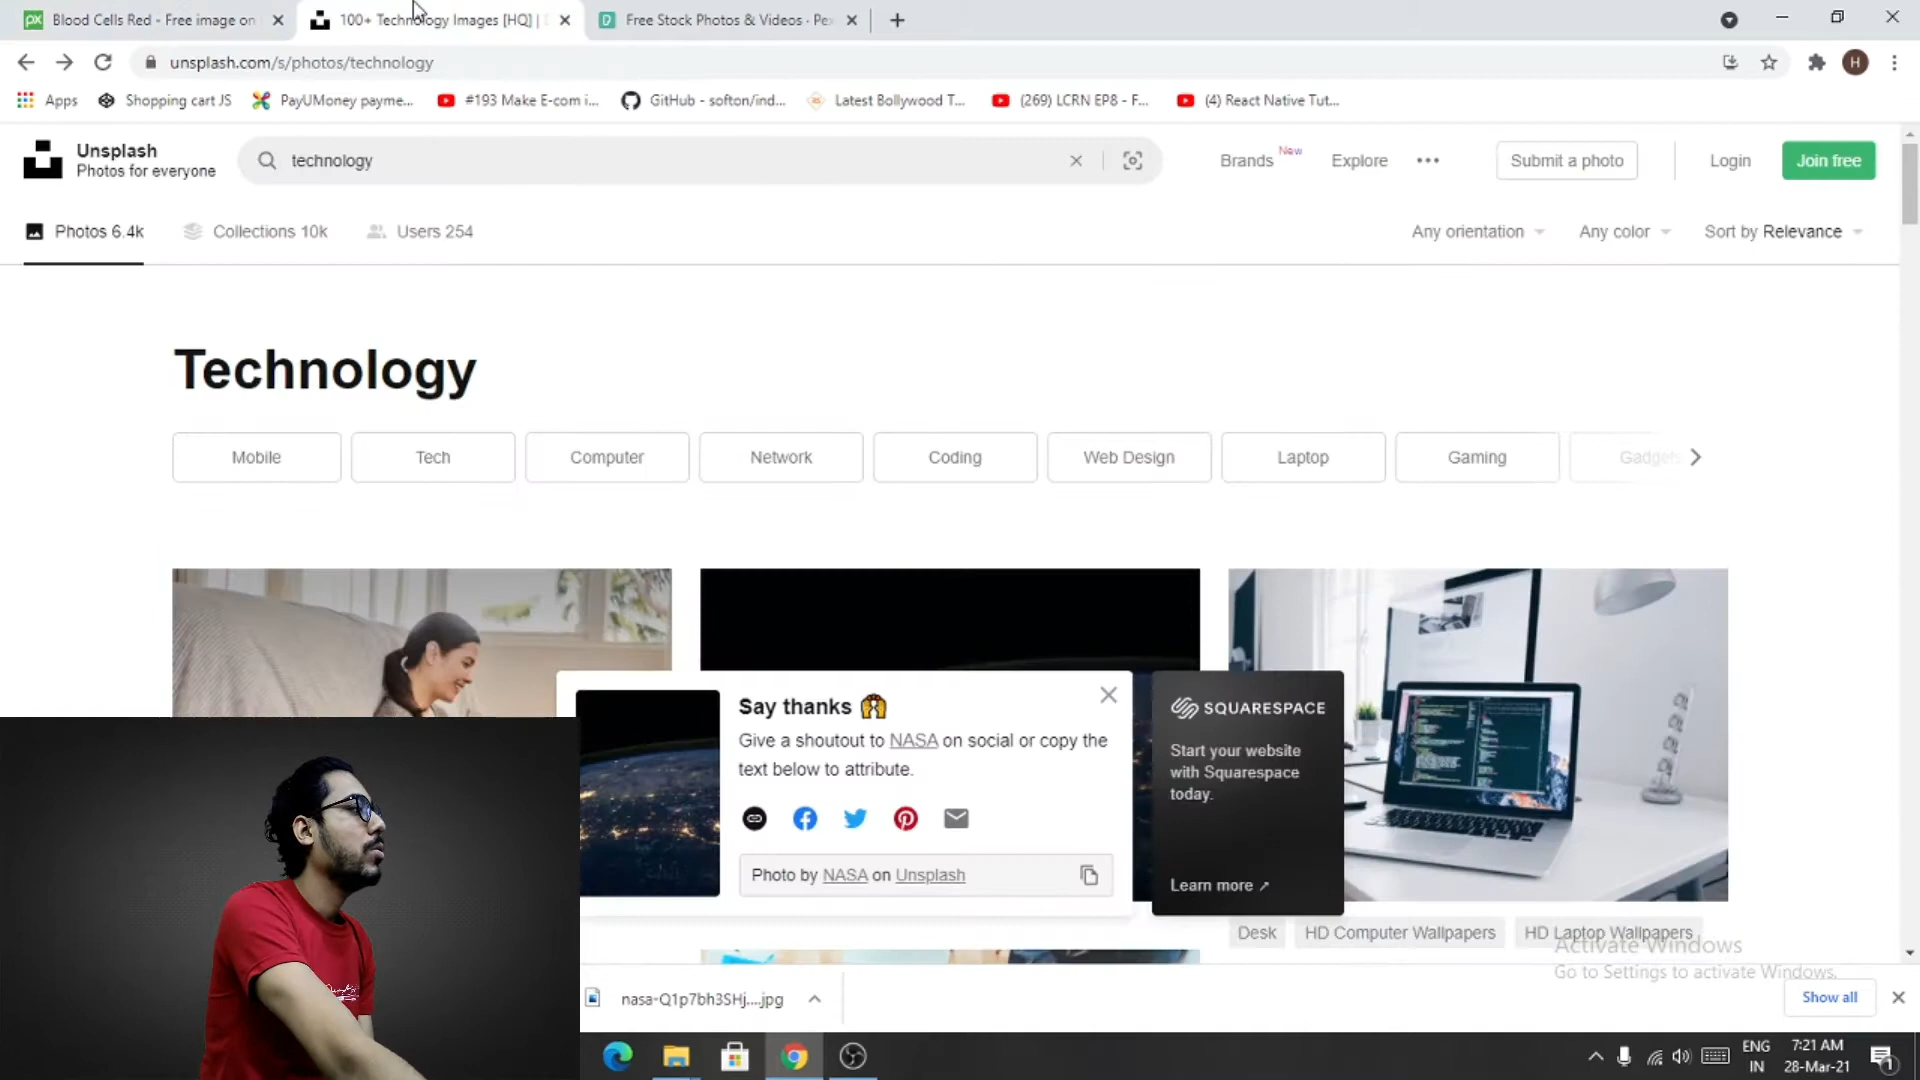 Blood Cells Red - Free image on
100+ Technology Images [HQ] |
Free Stock Photos & Videos · Pex
unsplash.com/s/photos/technology
Apps
Shopping cart JS
PayUMoney payme...
#193 Make E-com i...
GitHub - softon/ind...
Latest Bollywood T...
(269) LCRN EP8 - F...
(4) React Native Tut...
H
Unsplash
Photos for everyone
technology
Brands New
Explore
Submit a photo
Login
Join free
Photos 6.4k
Collections 10k
Users 254
Any orientation
Any color
Sort by Relevance
Technology
Mobile
Tech
Computer
Network
Coding
Web Design
Laptop
Gaming
Gadgets
Say thanks 🙌
Give a shoutout to NASA on social or copy the
text below to attribute.
Photo by NASA on Unsplash
SQUARESPACE
Start your website
with Squarespace
today.
Learn more ↗
Desk
HD Computer Wallpapers
HD Laptop Wallpapers
Activate Windows
Go to Settings to activate Windows.
nasa-Q1p7bh3SHj....jpg
Show all
ENG
IN
7:21 AM
28-Mar-21
1